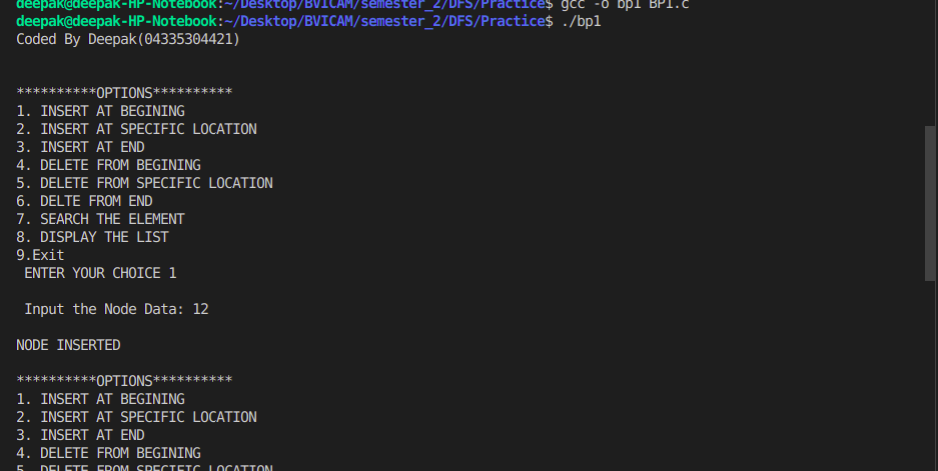 deepak@deepak-HP-Notebook:~/Desktop/BVICAM/semester_2/DFS/Practice$ gcc -o bp1 BP1.c
deepak@deepak-HP-Notebook:~/Desktop/BVICAM/semester_2/DFS/Practice$ ./bp1
Coded By Deepak(04335304421)
**********OPTIONS**********
1. INSERT AT BEGINING
2. INSERT AT SPECIFIC LOCATION
3. INSERT AT END
4. DELETE FROM BEGINING
5. DELETE FROM SPECIFIC LOCATION
6. DELTE FROM END
7. SEARCH THE ELEMENT
8. DISPLAY THE LIST
9.Exit
ENTER YOUR CHOICE 1
Input the Node Data: 12
NODE INSERTED
**********OPTIONS**********
1. INSERT AT BEGINING
2. INSERT AT SPECIFIC LOCATION
3. INSERT AT END
4. DELETE FROM BEGINING
5. DELETE FROM SPECIFIC LOCATION